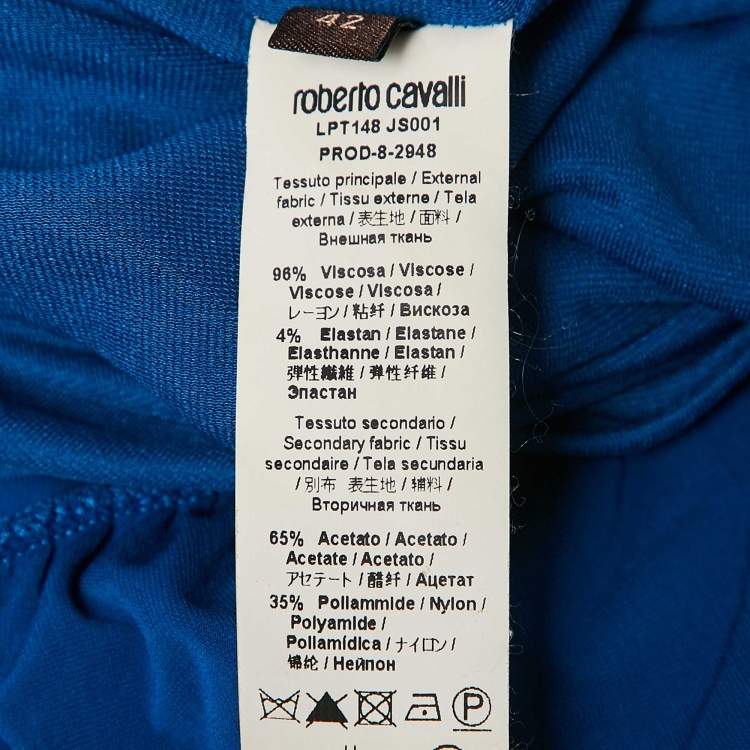 42
roberto cavalli
LPT148 JS001
PROD-8-2948
Tessuto principale / External
fabric / Tissu externe / Tela
externa / 表生地 / 面料 /
Внешная ткань
96% Viscosa / Viscose /
Viscose / Viscosa /
レーヨン / 粘纤 / Вискоза
4% Elastan / Elastane /
Elasthanne / Elastan /
弾性繊維 / 弹性纤维 /
Эластан
Tessuto secondario /
Secondary fabric / Tissu
secondaire / Tela secundaria
/ 別布 表生地 / 辅料 /
Вторичная ткань
65% Acetato / Acetato /
Acetate / Acetato /
アセテート / 醋纤 / Ацетат
35% Poliammide / Nylon /
Polyamide /
Poliamídica / ナイロン /
锦纶 / Нейлон
P